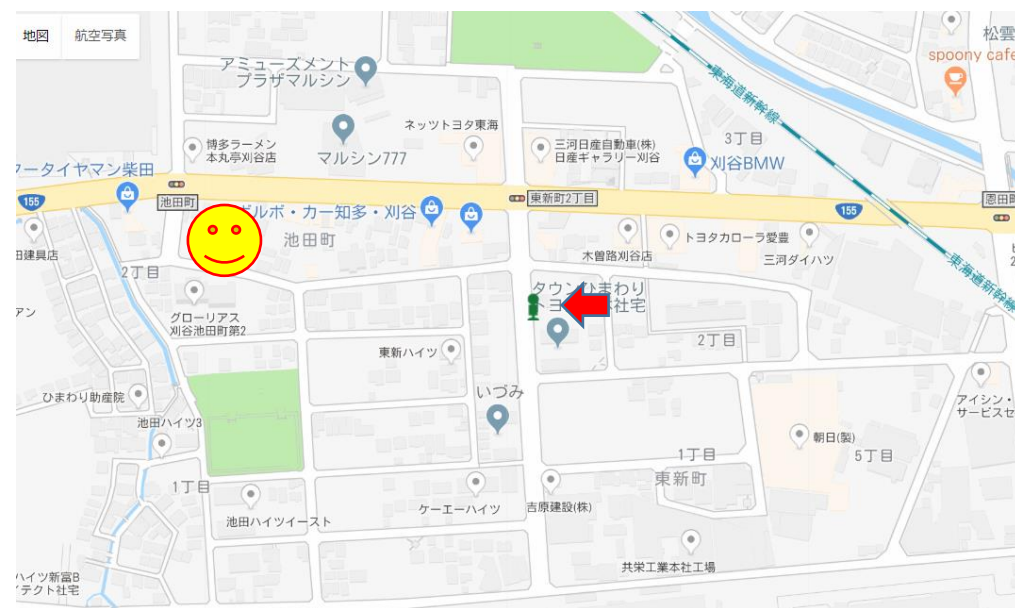 地図
航空写真
松雲
spoony cafe
アミューズメント
プラザマルシン
東海道新幹線
ネッツトヨタ東海
博多ラーメン
本丸亭刈谷店
マルシン777
三河日産自動車(株)
日産ギャラリー刈谷
3丁目
刈谷BMW
タイヤマン柴田
155
池田町
東新町2丁目
155
恩田町
ボルボ・カー知多・刈谷
池田町
トヨタカローラ愛豊
木曽路刈谷店
三河ダイハツ
建具店
2丁目
東海道新幹線
タウンひまわり
本社宅
グローリアス
刈谷池田町第2
アン
2丁目
東新ハイツ
いづみ
ひまわり助産院
池田ハイツ3
アイシン・
サービスセ
朝日(製)
5丁目
1丁目
東新町
1丁目
池田ハイツイースト
ケーエーハイツ
吉原建設(株)
共栄工業本社工場
ハイツ新富B
テクト社宅